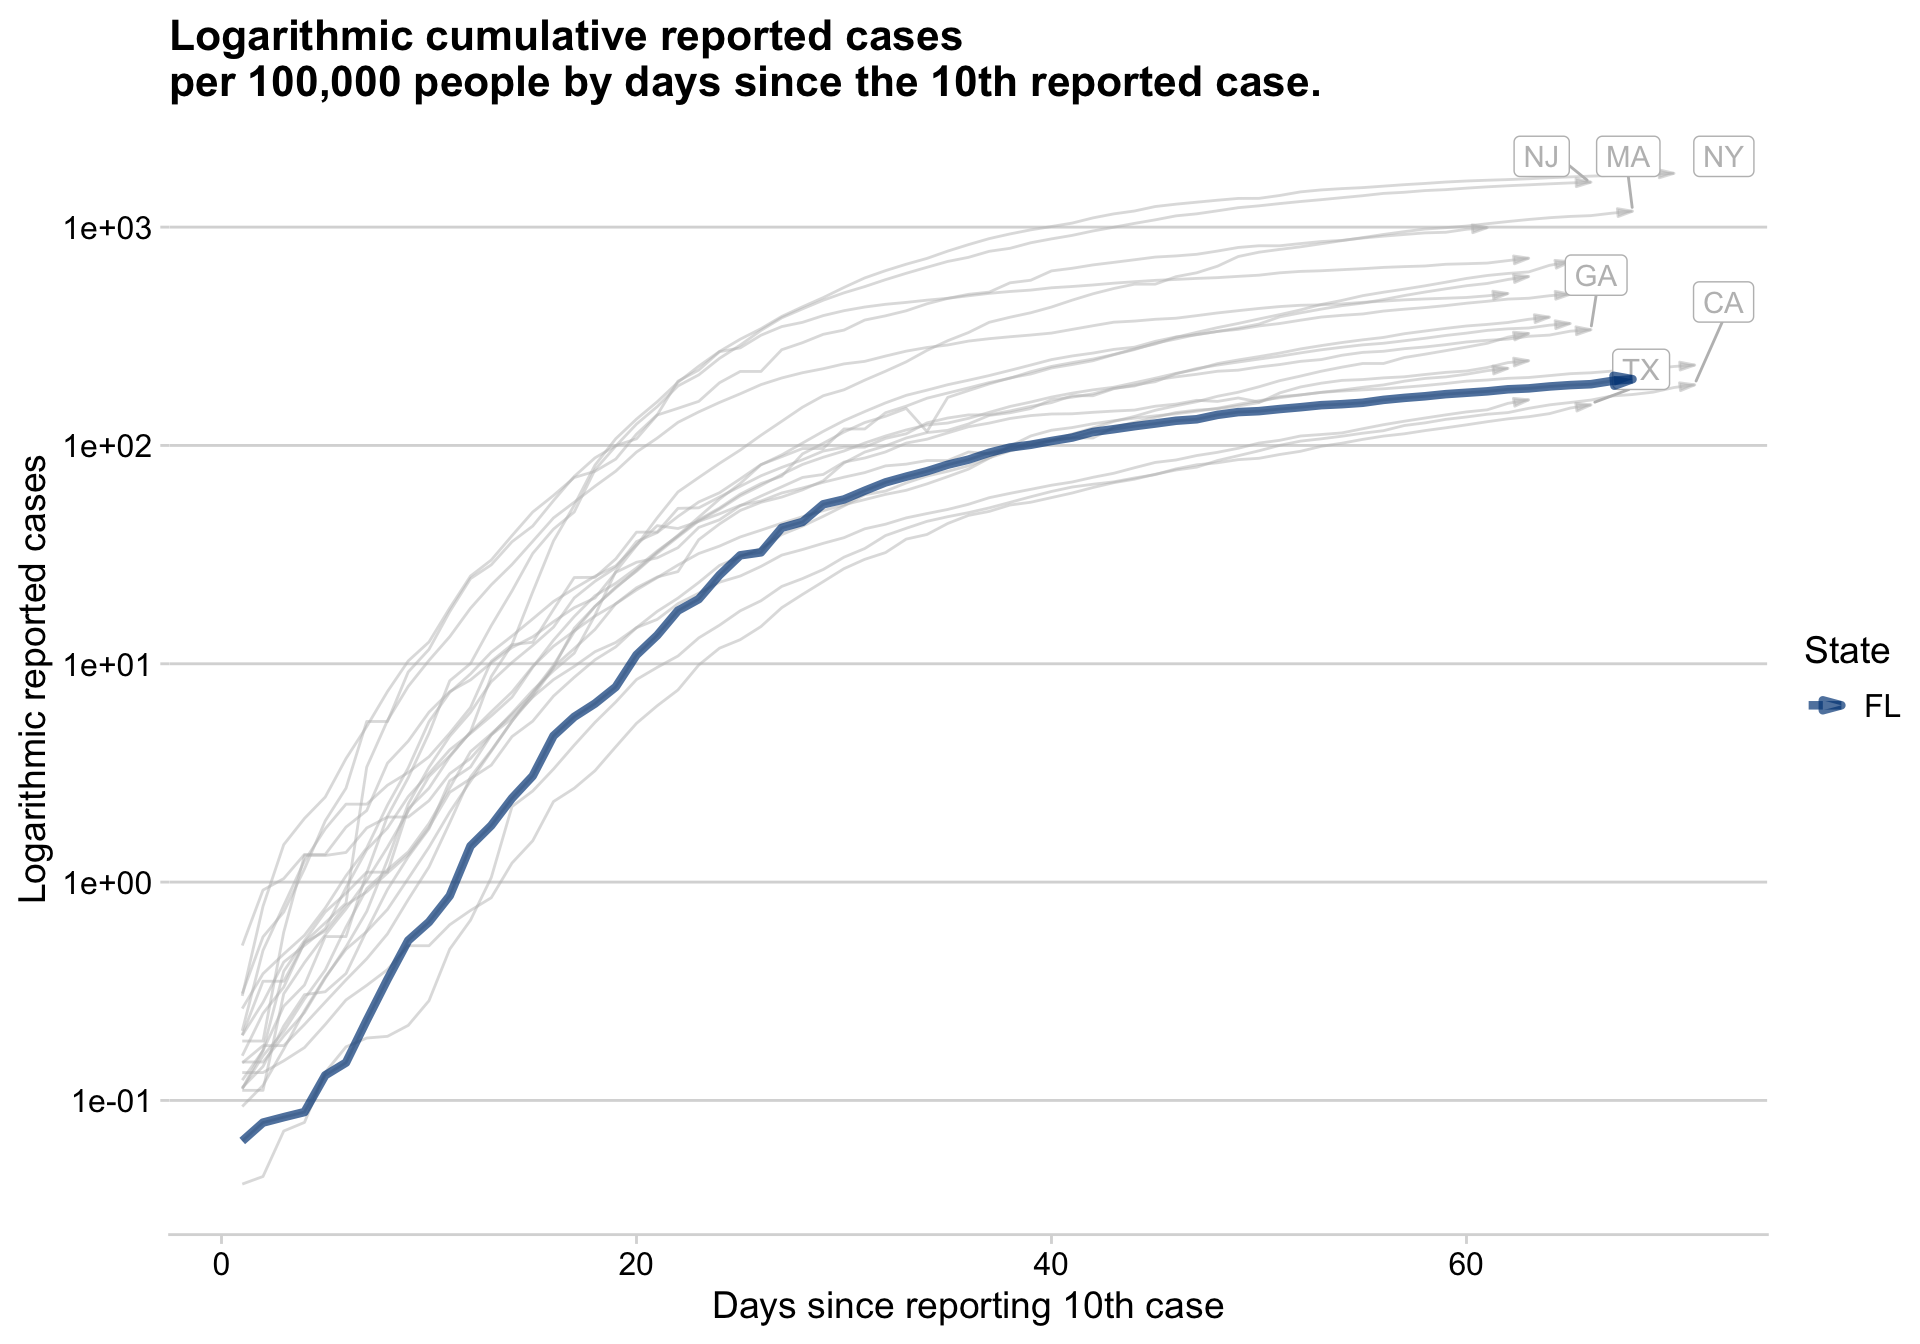 Logarithmic cumulative reported cases
per 100,000 people by days since the 10th reported case.
NJ
MA
NY
GA
CA
TX
1e+03
1e+02
1e+01
1e+00
1e-01
Logarithmic reported cases
0
20
40
60
Days since reporting 10th case
State
FL